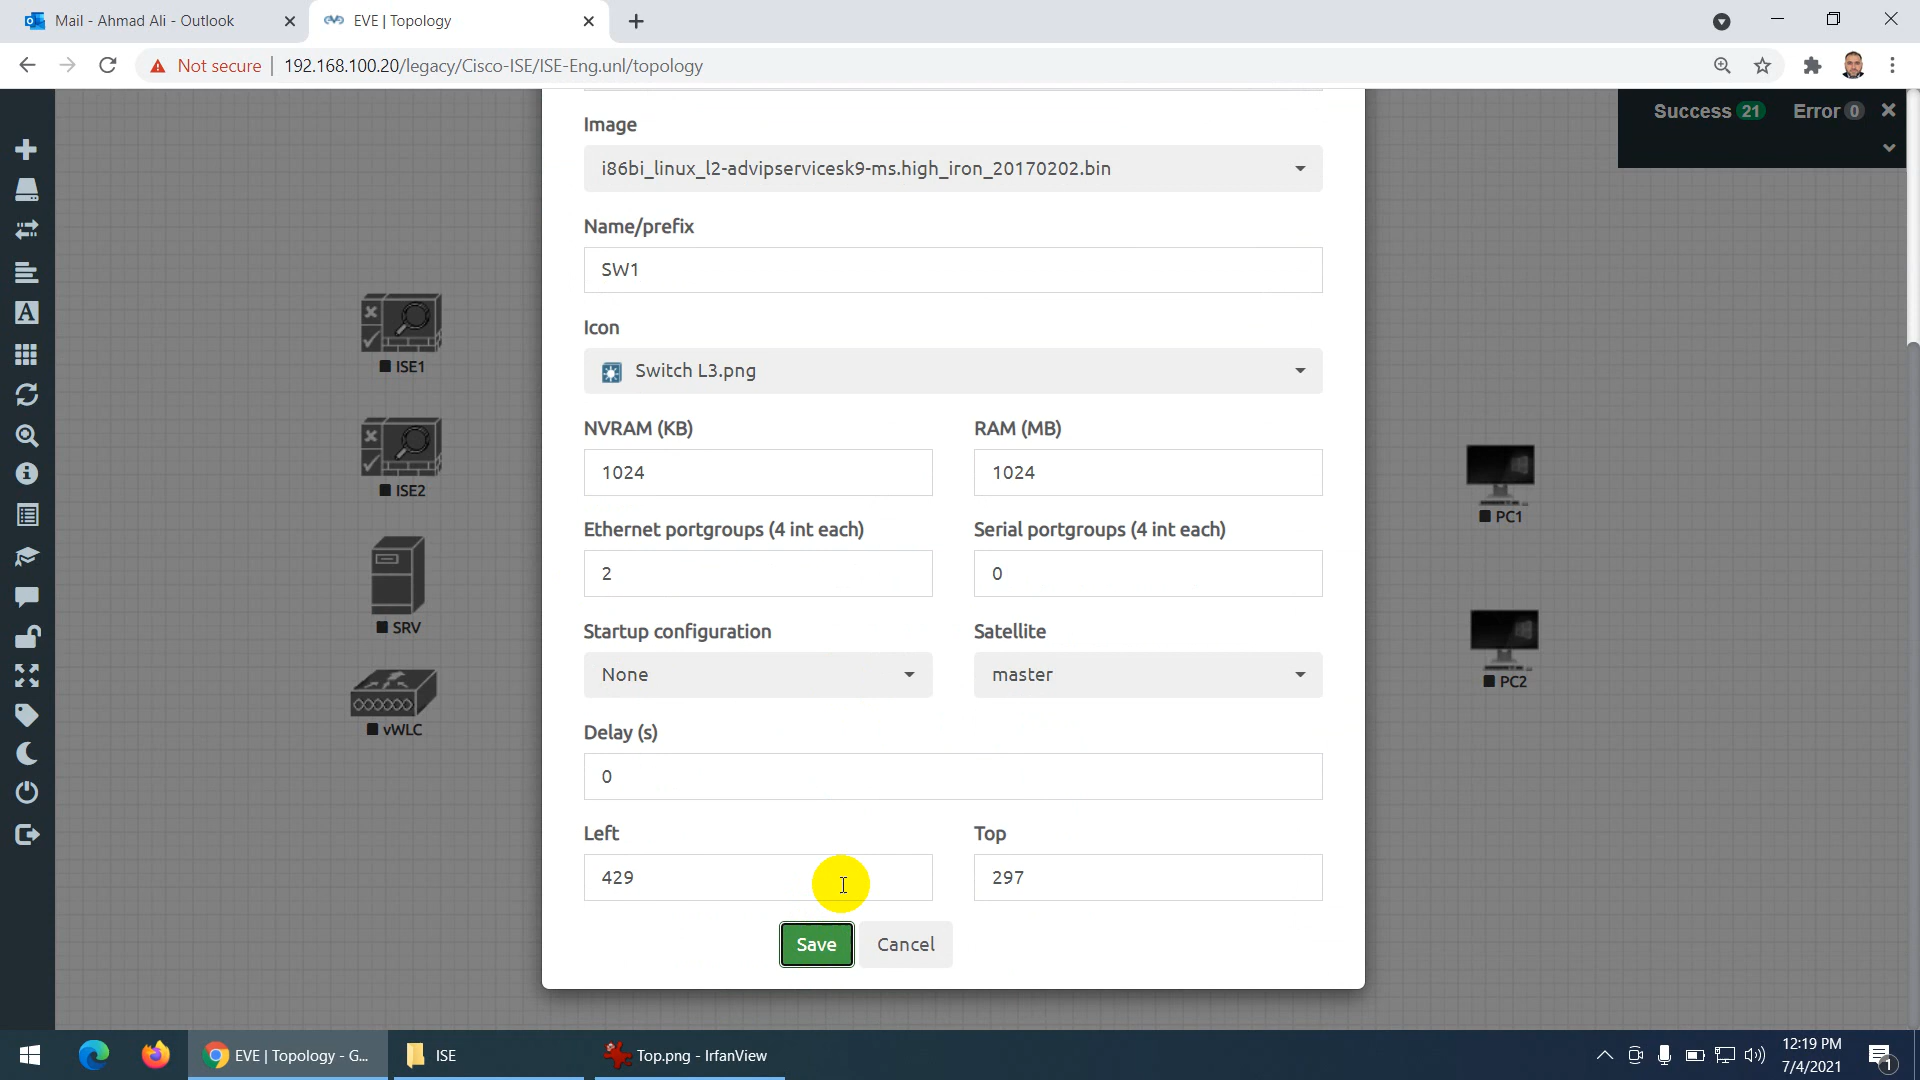 Mail - Ahmad Ali - Outlook
EVE | Topology
Not secure
192.168.100.20/legacy/Cisco-ISE/ISE-Eng.unl/topology
Success 21
Error 0
Image
i86bi_linux_l2-advipservicesk9-ms.high_iron_20170202.bin
Name/prefix
SW1
Icon
Switch L3.png
NVRAM (KB)
RAM (MB)
1024
1024
Ethernet portgroups (4 int each)
Serial portgroups (4 int each)
2
0
Startup configuration
Satellite
None
master
Delay (s)
0
Left
Top
429
297
Save
Cancel
ISE1
ISE2
SRV
vWLC
PC1
PC2
A
EVE | Topology - G...
ISE
Top.png - IrfanView
12:19 PM
7/4/2021
1